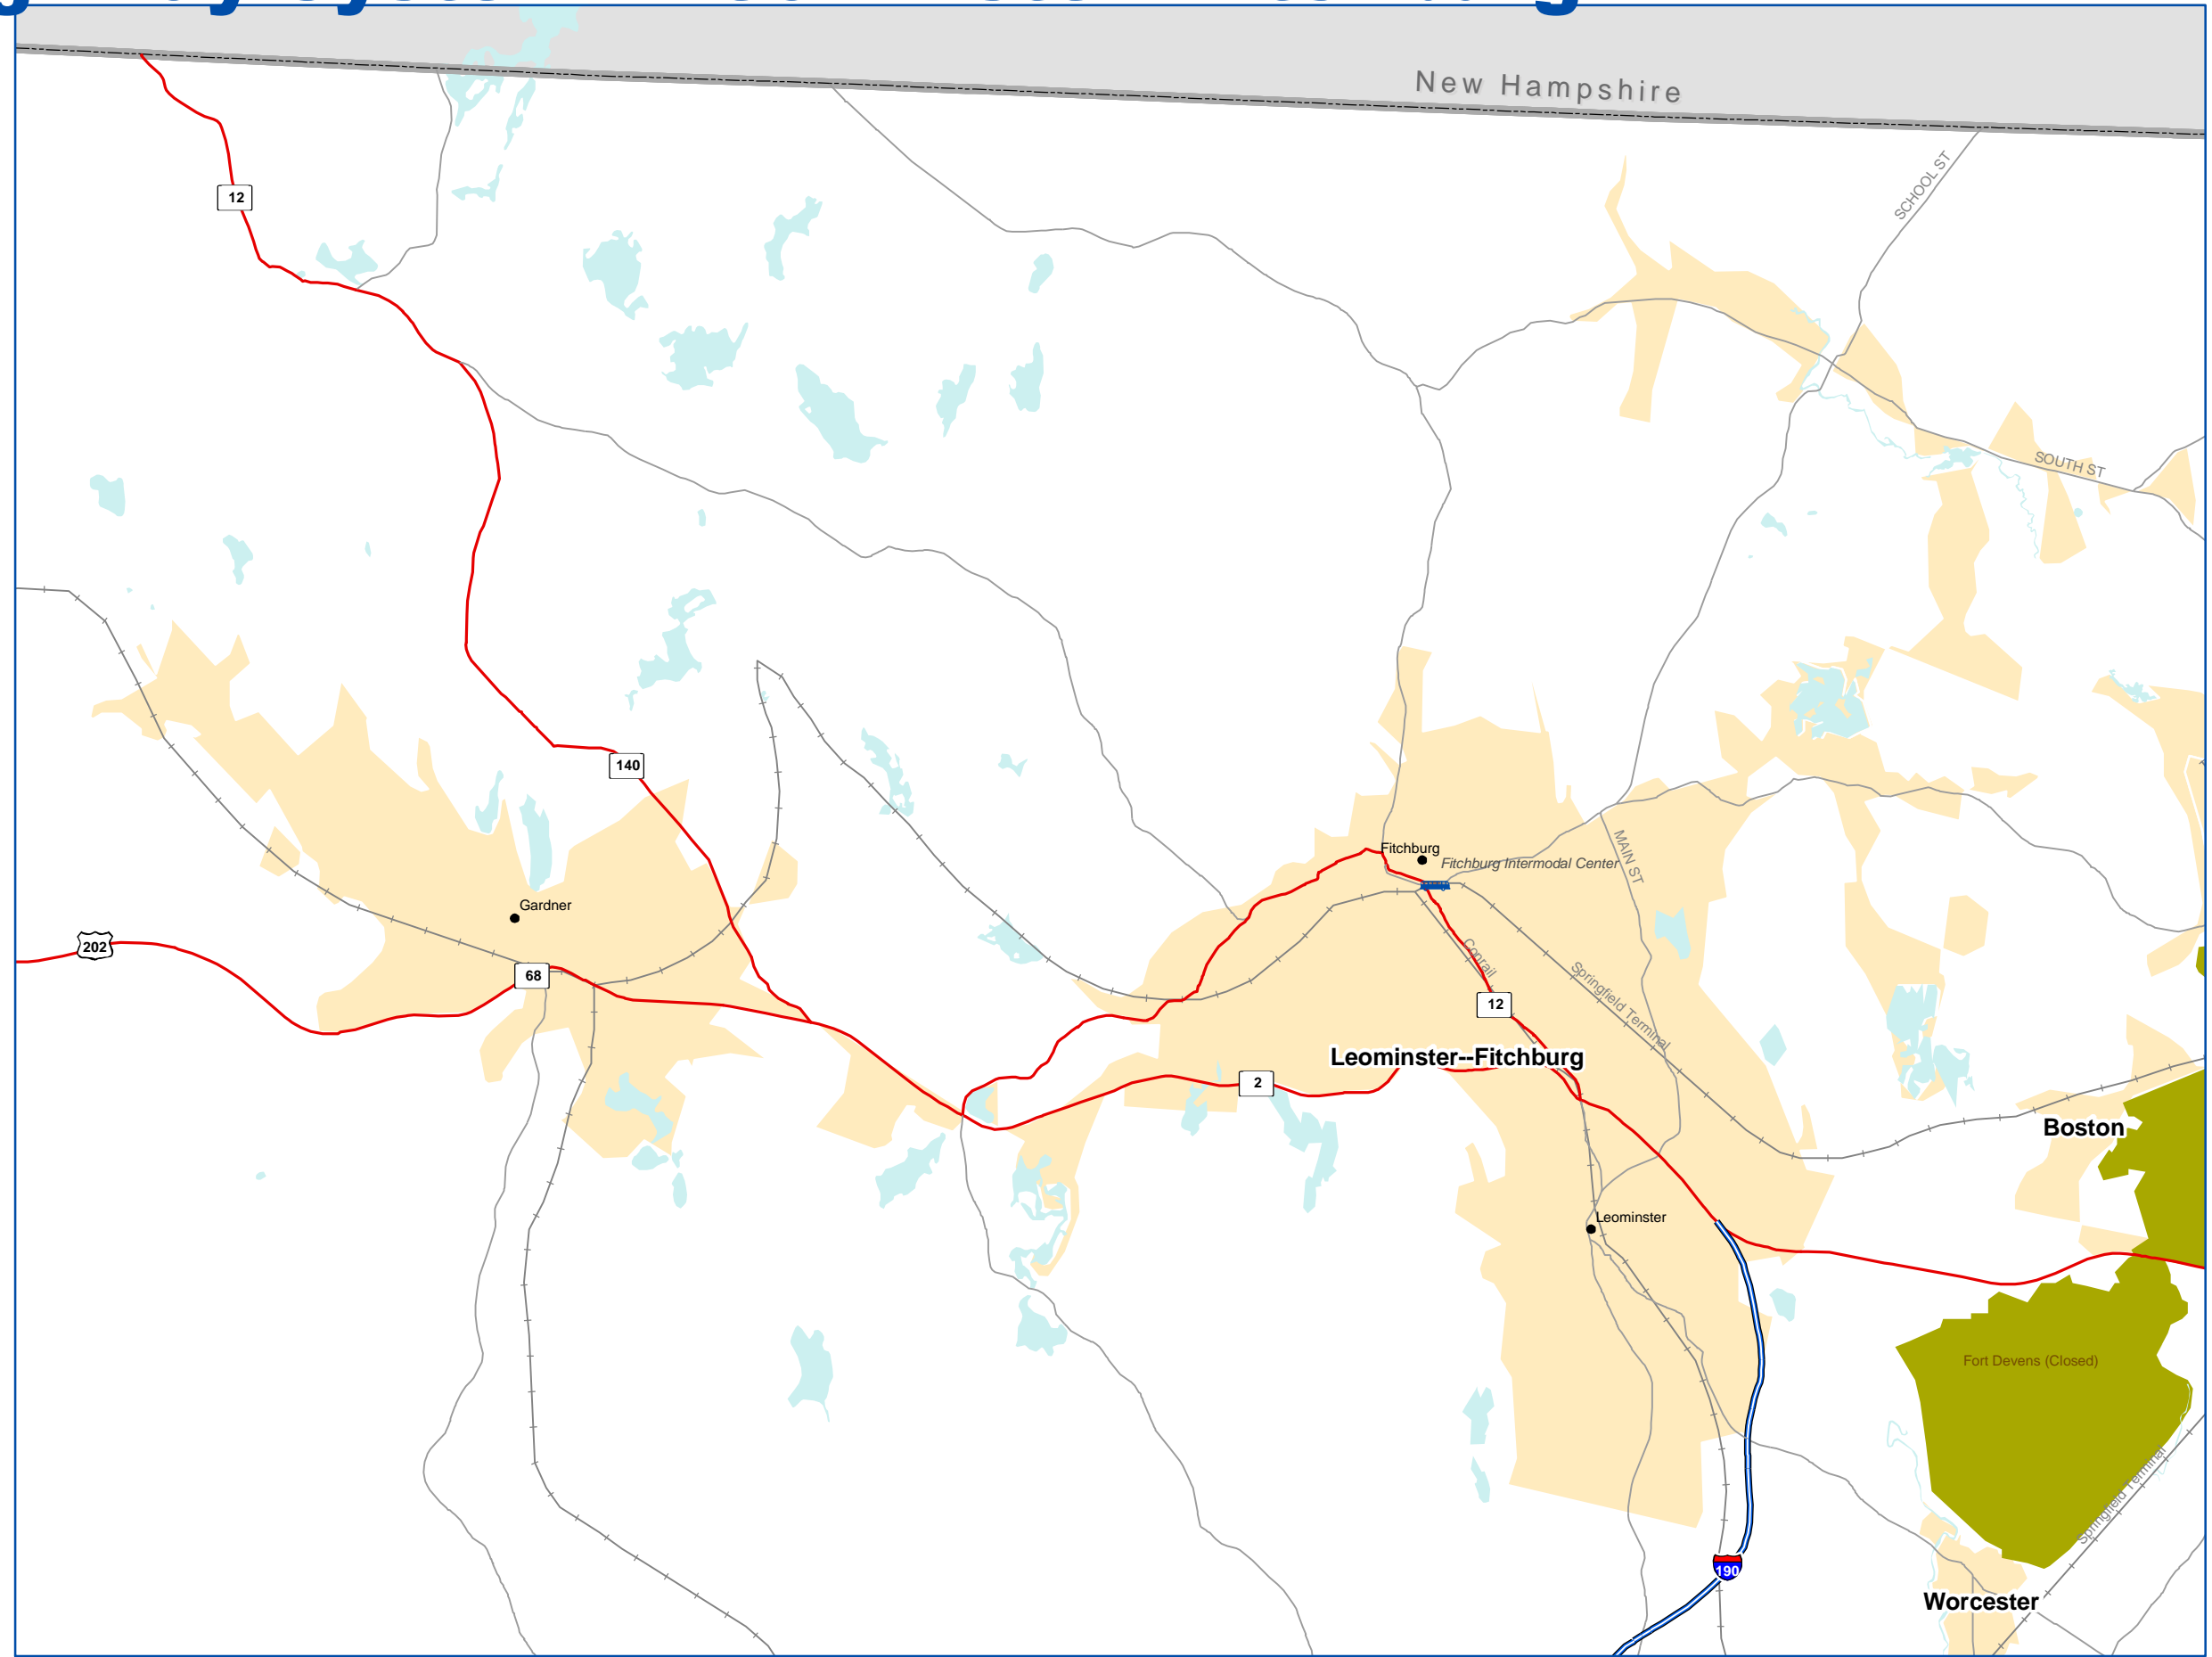 New Hampshire
SCHOOL ST
12
SOUTH ST
140
Fitchburg
Fitchburg Intermodal Center
MAIN ST
Gardner
202
68
Conrail
Springfield Terminal
12
Leominster--Fitchburg
2
Boston
Leominster
Fort Devens (Closed)
Springfield Terminal
190
Worcester